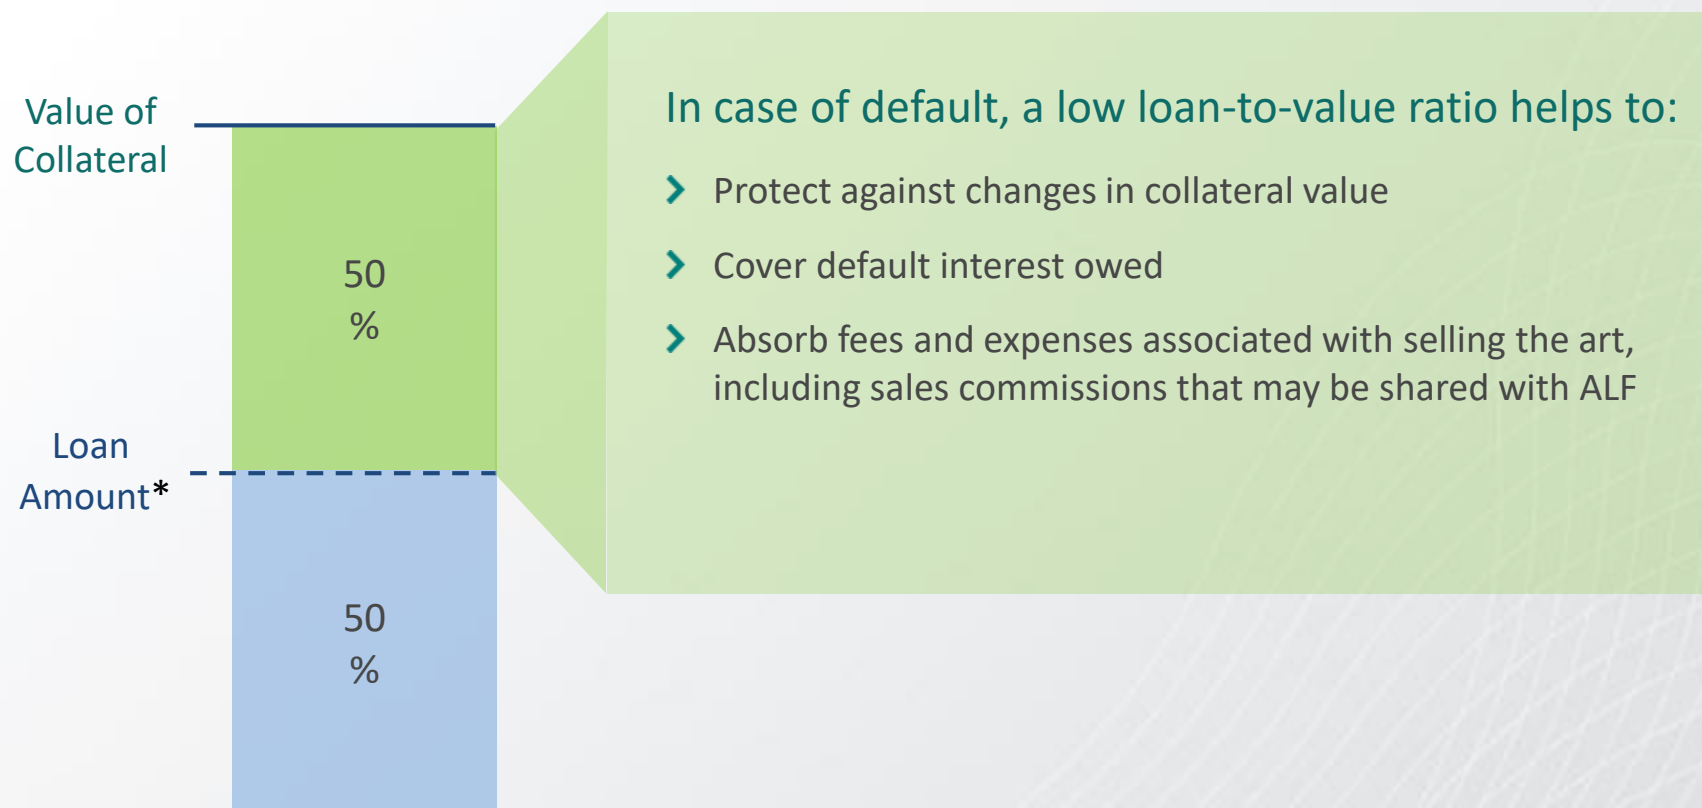 Value of
Collateral
50
%
Loan
Amount*
50
%
In case of default, a low loan-to-value ratio helps to:
Protect against changes in collateral value
Cover default interest owed
Absorb fees and expenses associated with selling the art,
including sales commissions that may be shared with ALF